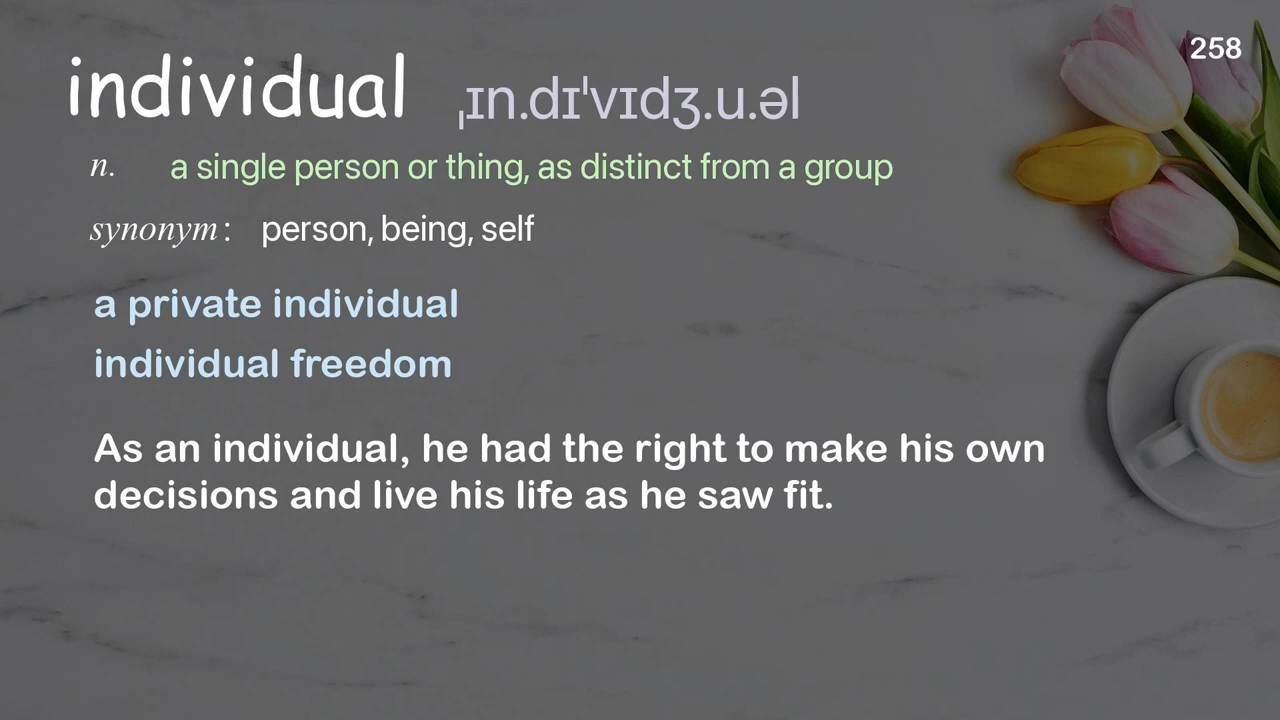 258
individual ˌɪn.dɪˈvɪdʒ.u.əl
n. a single person or thing, as distinct from a group
synonym: person, being, self
a private individual
individual freedom
As an individual, he had the right to make his own
decisions and live his life as he saw fit.